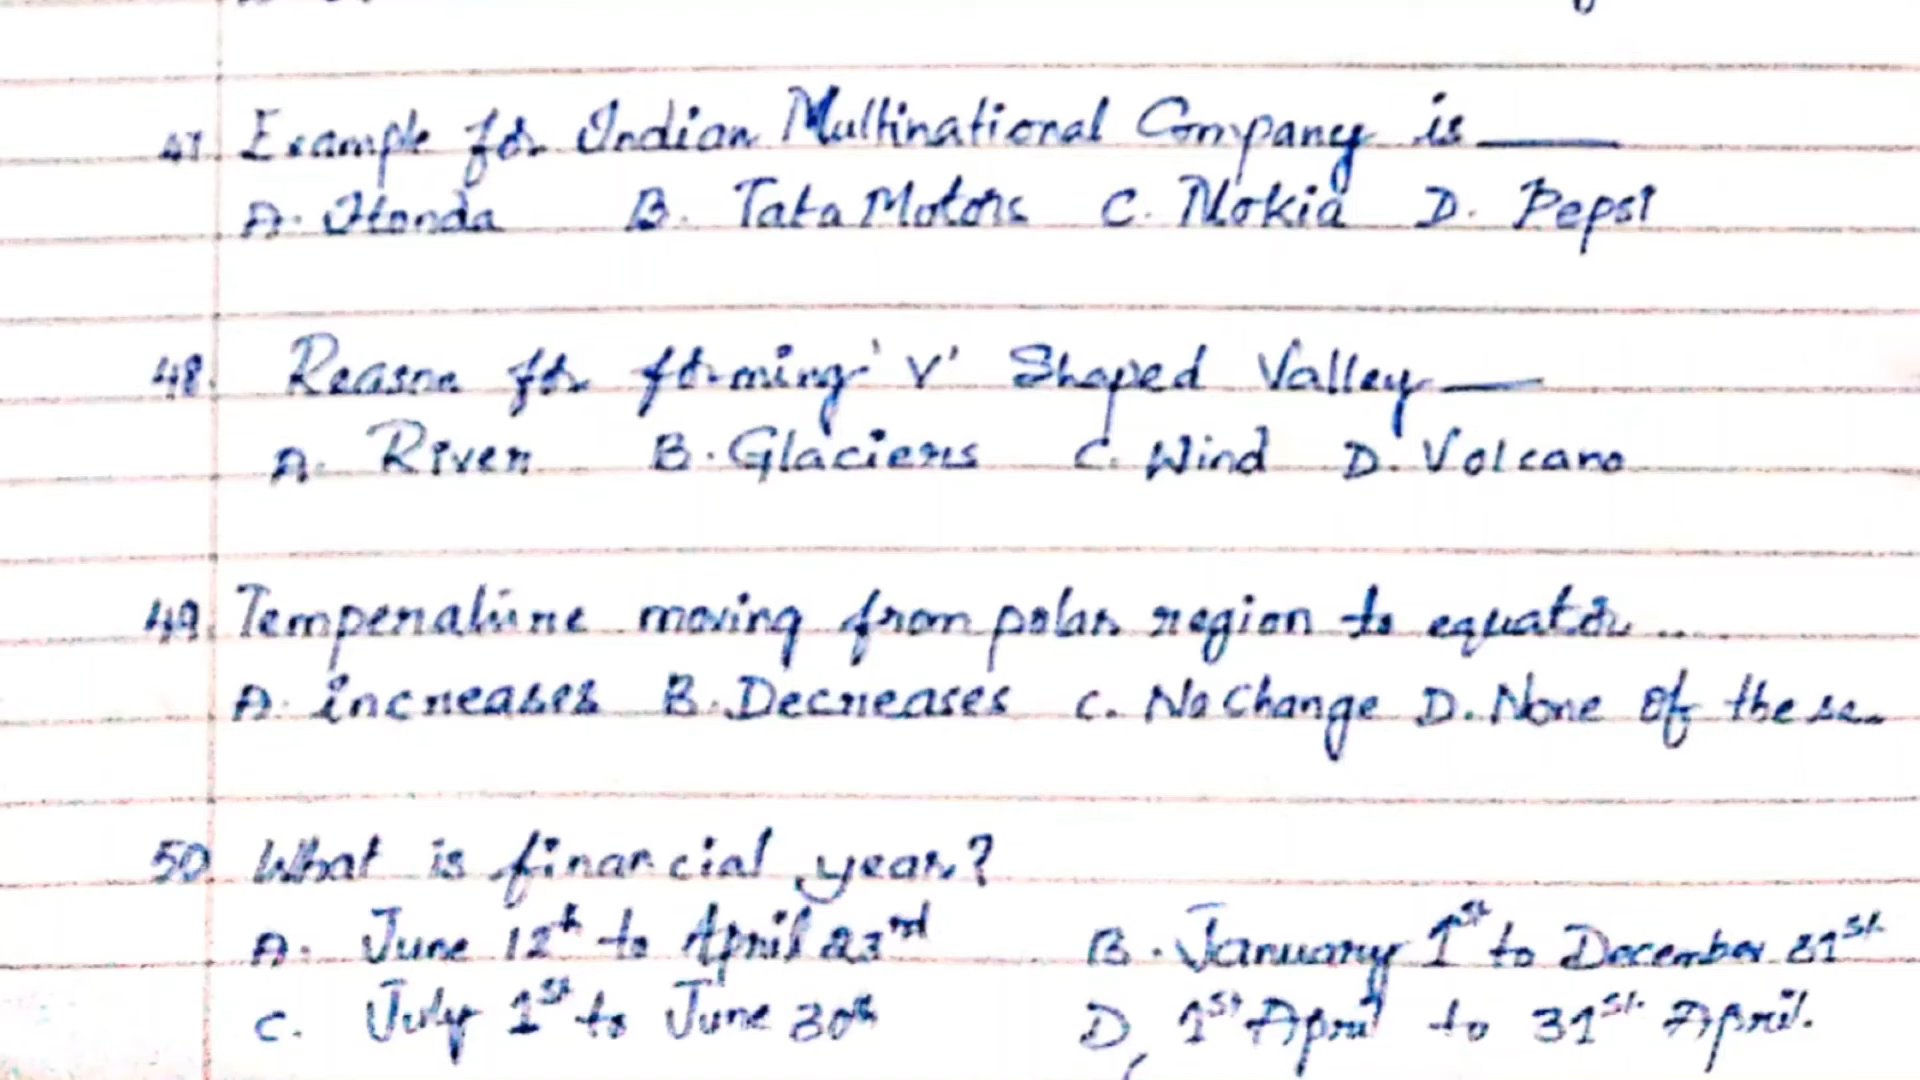 47. Example for Indian Multinational Company is ____
A. Honda B. Tata Motors C. Nokia D. Pepsi
48. Reason for forming 'V' Shaped Valley ____
A. River B. Glaciers C. Wind D. Volcano
49. Temperature moving from polar region to equator ...
A. increases B. Decreases C. No Change D. None of these.
50. What is financial year?
A. June 12th to April 23rd B. January 1st to December 31st
C. July 1st to June 30th D, 1st April to 31st April.